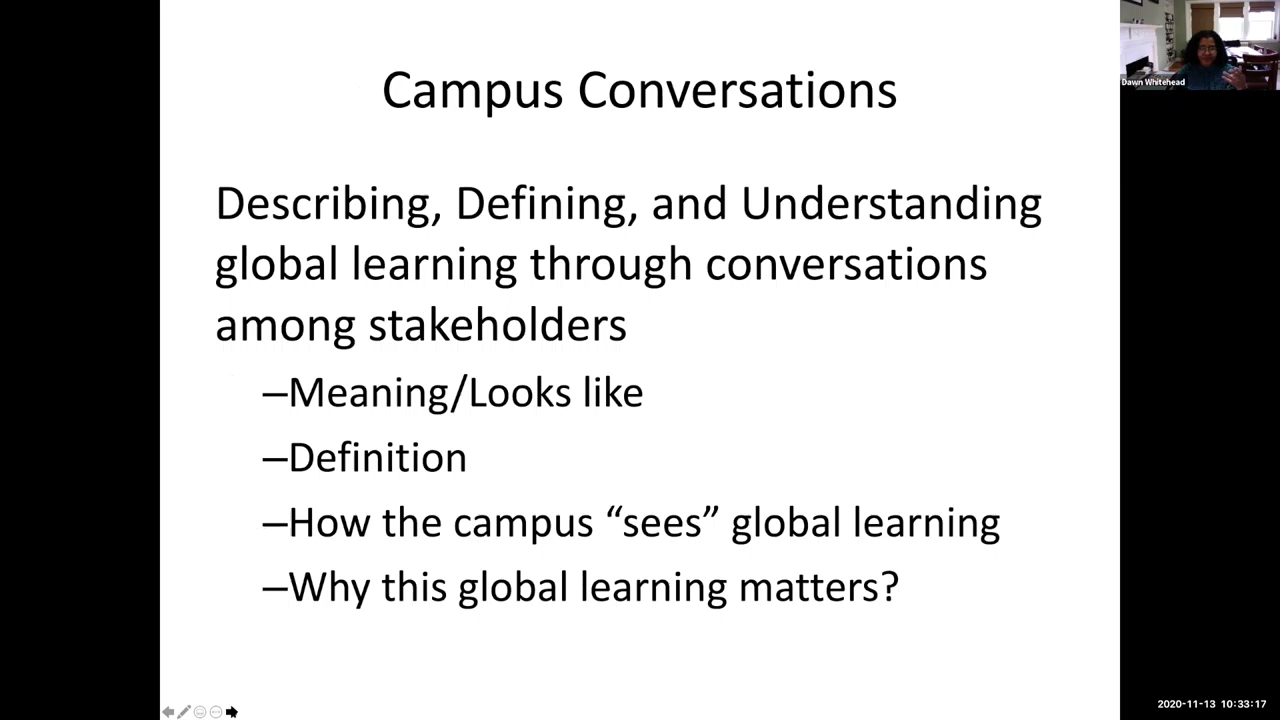 Campus Conversations
Dawn Whitehead
Describing, Defining, and Understanding
global learning through conversations
among stakeholders
–Meaning/Looks like
–Definition
–How the campus “sees” global learning
–Why this global learning matters?
2020-11-13 10:33:17